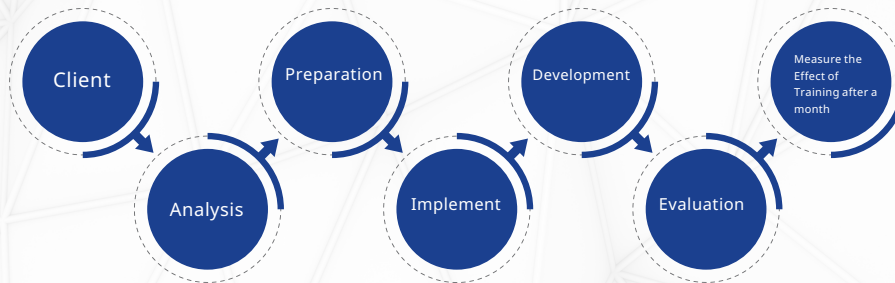 Client
Analysis
Preparation
Implement
Development
Evaluation
Measure the
Effect of
Training after a
month